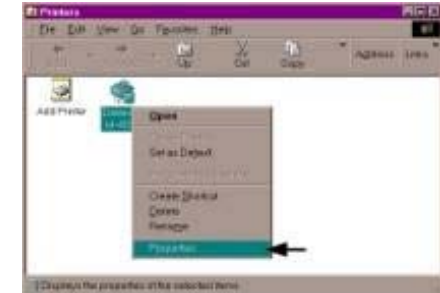 Printers
File Edit View Go Favorites Help
Up Cut Copy Address Links
Add Printer
Open
Set as Default
Create Shortcut
Delete
Rename
Properties
Displays the properties of the selected items.